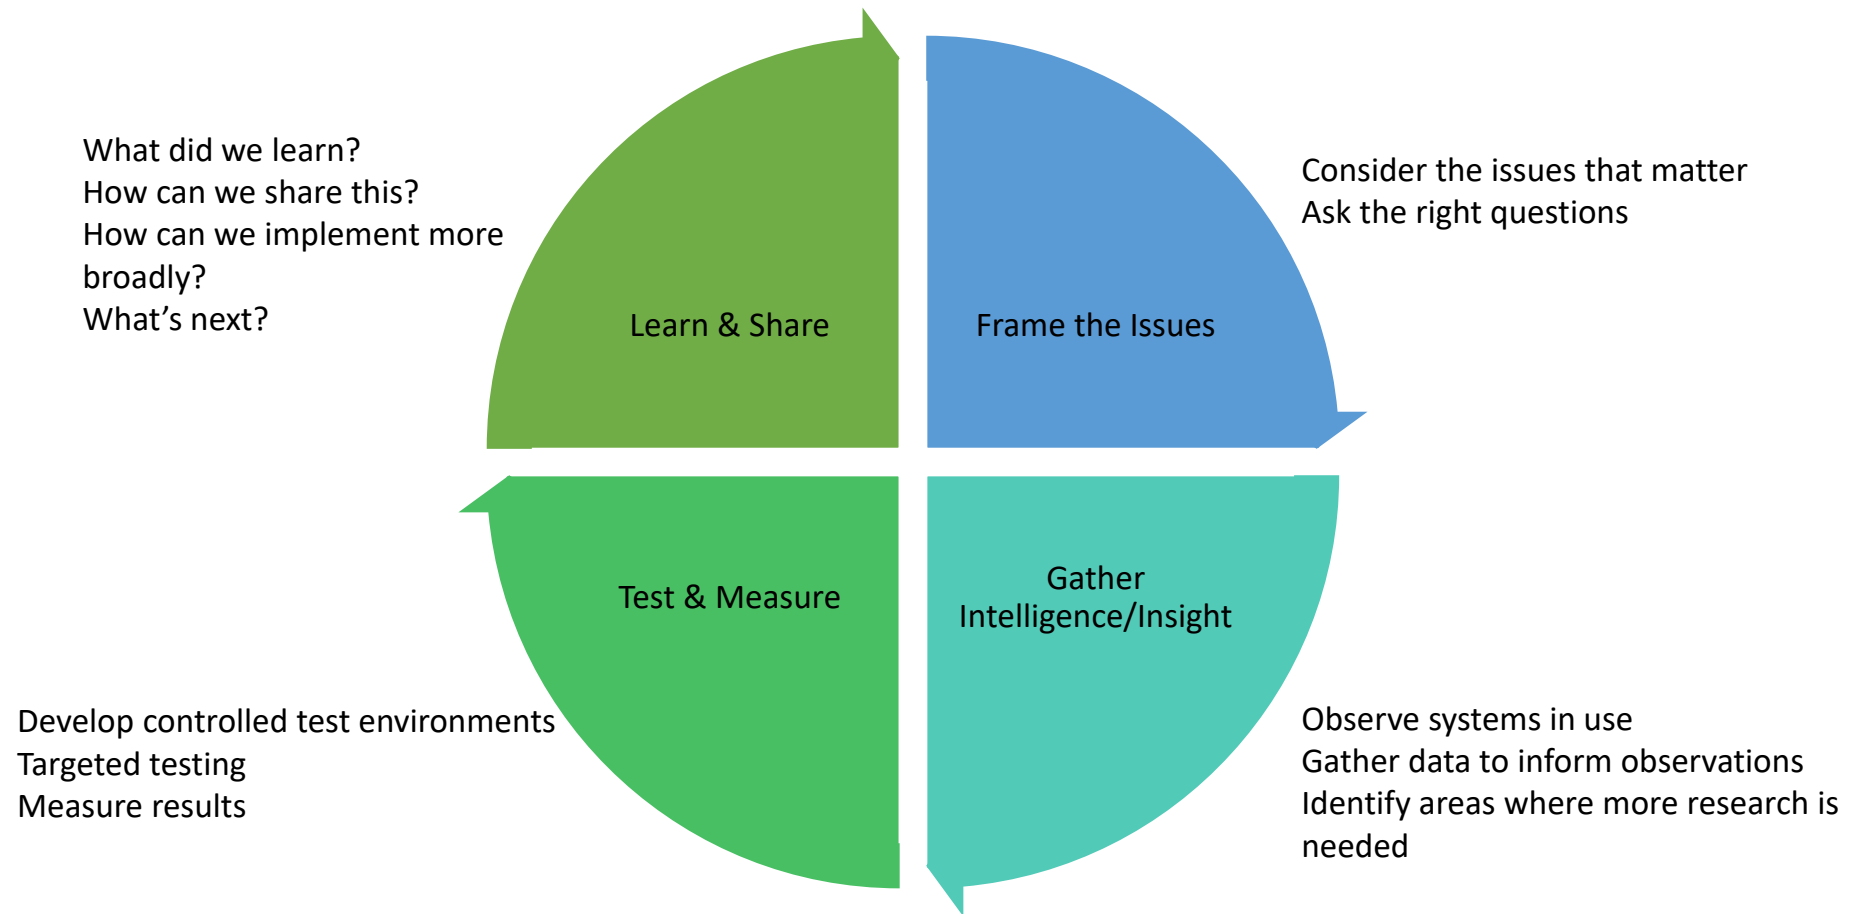 What did we learn?
How can we share this?
How can we implement more
broadly?
What’s next?
Learn & Share
Frame the Issues
Consider the issues that matter
Ask the right questions
Test & Measure
Gather
Intelligence/Insight
Develop controlled test environments
Targeted testing
Measure results
Observe systems in use
Gather data to inform observations
Identify areas where more research is
needed